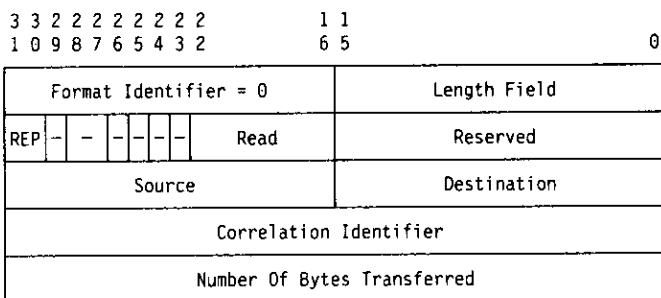 3 3 2 2 2 2 2 2 2 2 1 1
1 0 9 8 7 6 5 4 3 2 6 5 0
Format Identifier = 0 Length Field
REP - - - - - - Read Reserved
Source Destination
Correlation Identifier
Number Of Bytes Transferred